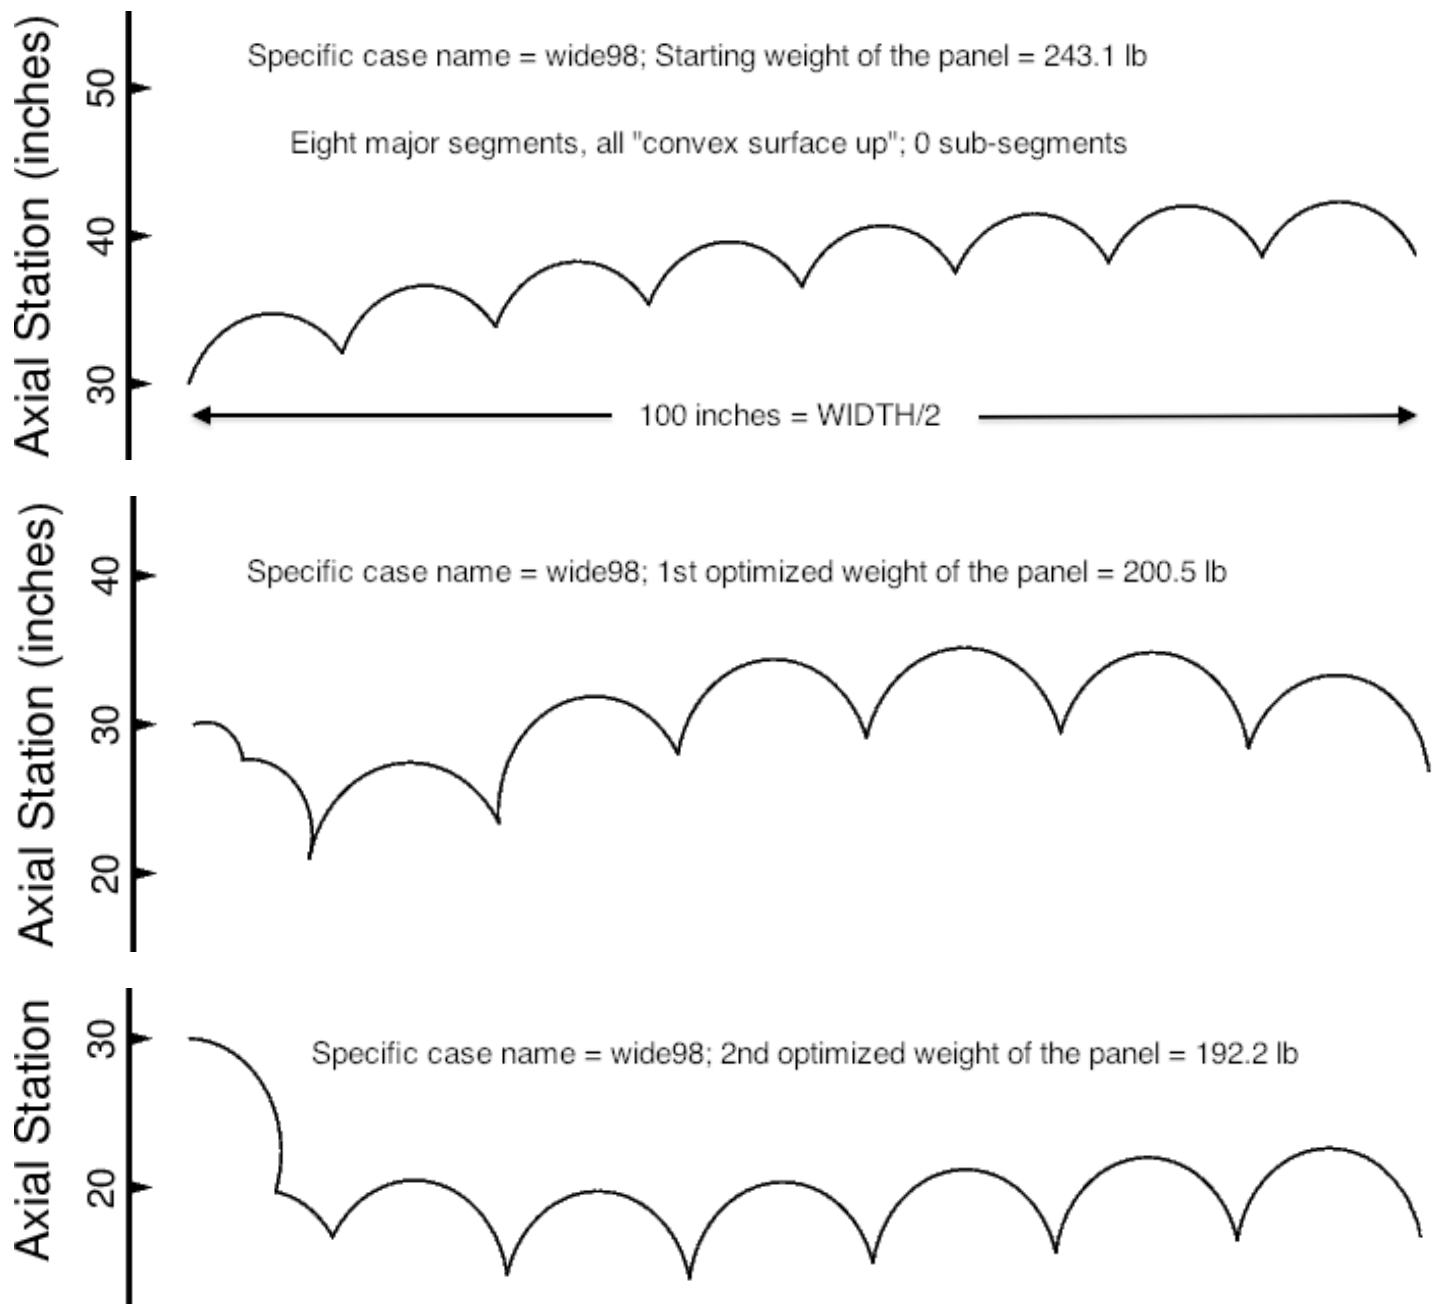 Axial Station (inches)
50
40
30
Specific case name = wide98; Starting weight of the panel = 243.1 lb
Eight major segments, all "convex surface up"; 0 sub-segments
100 inches = WIDTH/2
Axial Station (inches)
40
30
20
Specific case name = wide98; 1st optimized weight of the panel = 200.5 lb
Axial Station
30
20
Specific case name = wide98; 2nd optimized weight of the panel = 192.2 lb